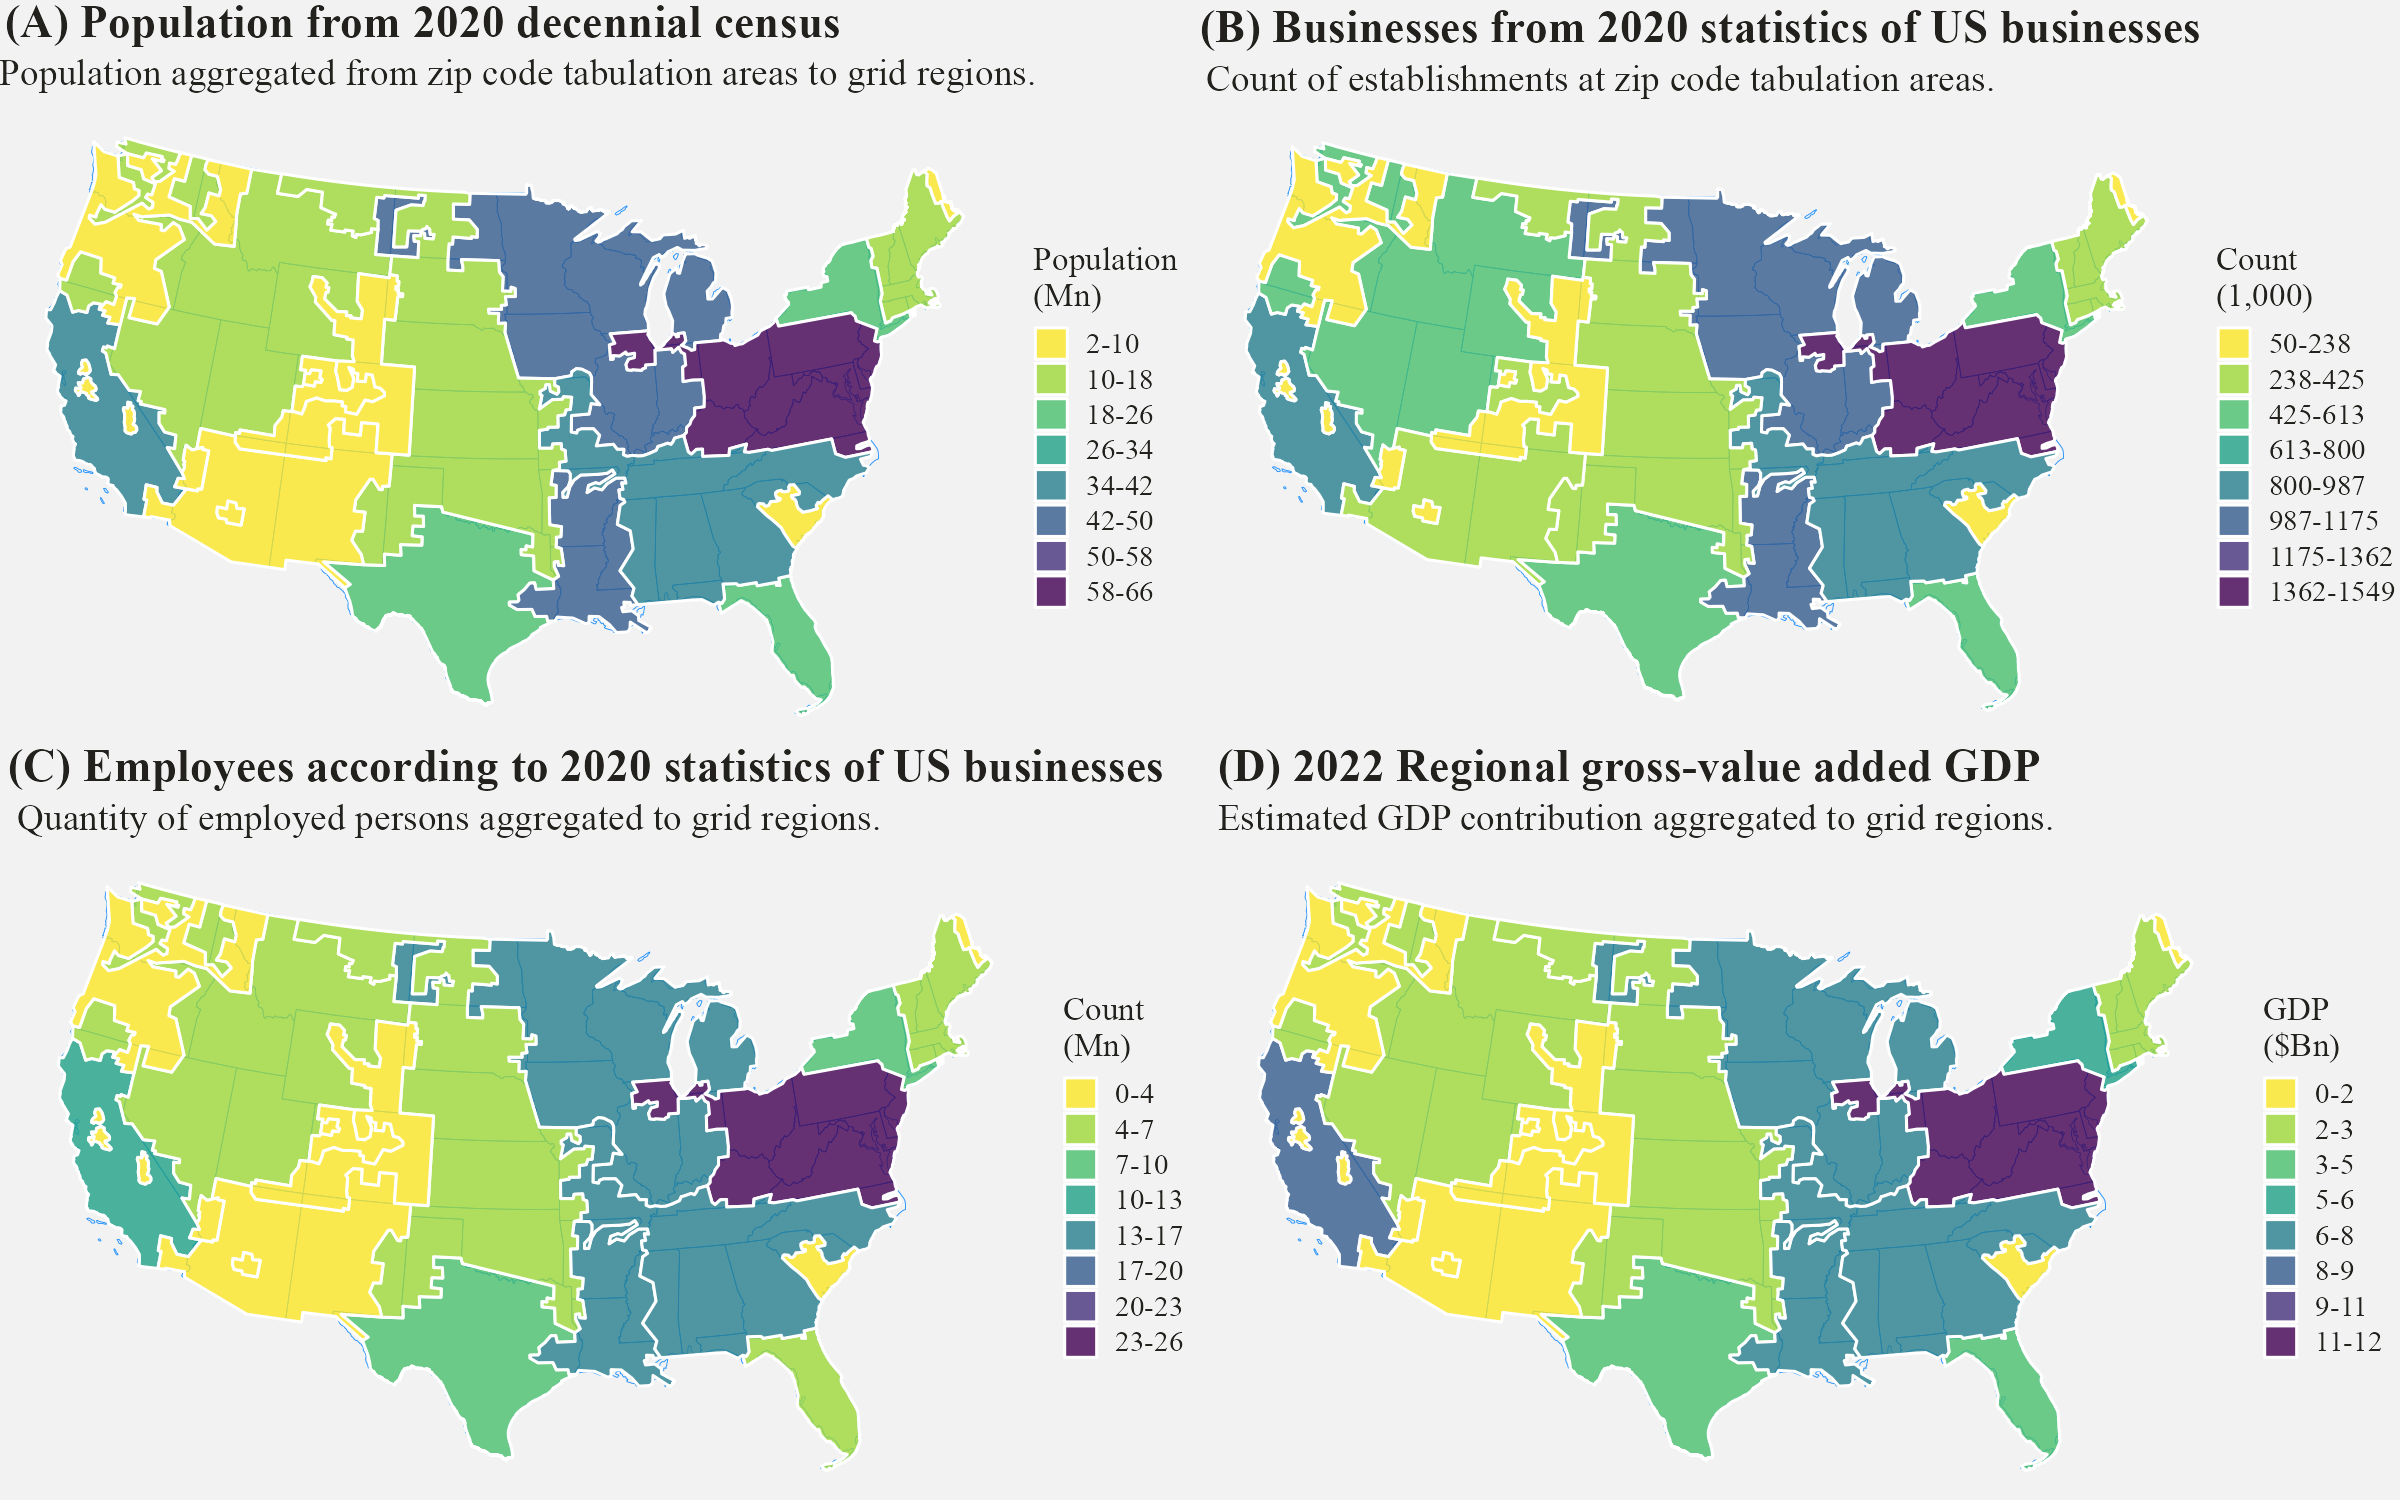 (A) Population from 2020 decennial census
Population aggregated from zip code tabulation areas to grid regions.
Population
(Mn)
2-10
10-18
18-26
26-34
34-42
42-50
50-58
58-66
(B) Businesses from 2020 statistics of US businesses
Count of establishments at zip code tabulation areas.
Count
(1,000)
50-238
238-425
425-613
613-800
800-987
987-1175
1175-1362
1362-1549
(C) Employees according to 2020 statistics of US businesses
Quantity of employed persons aggregated to grid regions.
Count
(Mn)
0-4
4-7
7-10
10-13
13-17
17-20
20-23
23-26
(D) 2022 Regional gross-value added GDP
Estimated GDP contribution aggregated to grid regions.
GDP
($Bn)
0-2
2-3
3-5
5-6
6-8
8-9
9-11
11-12